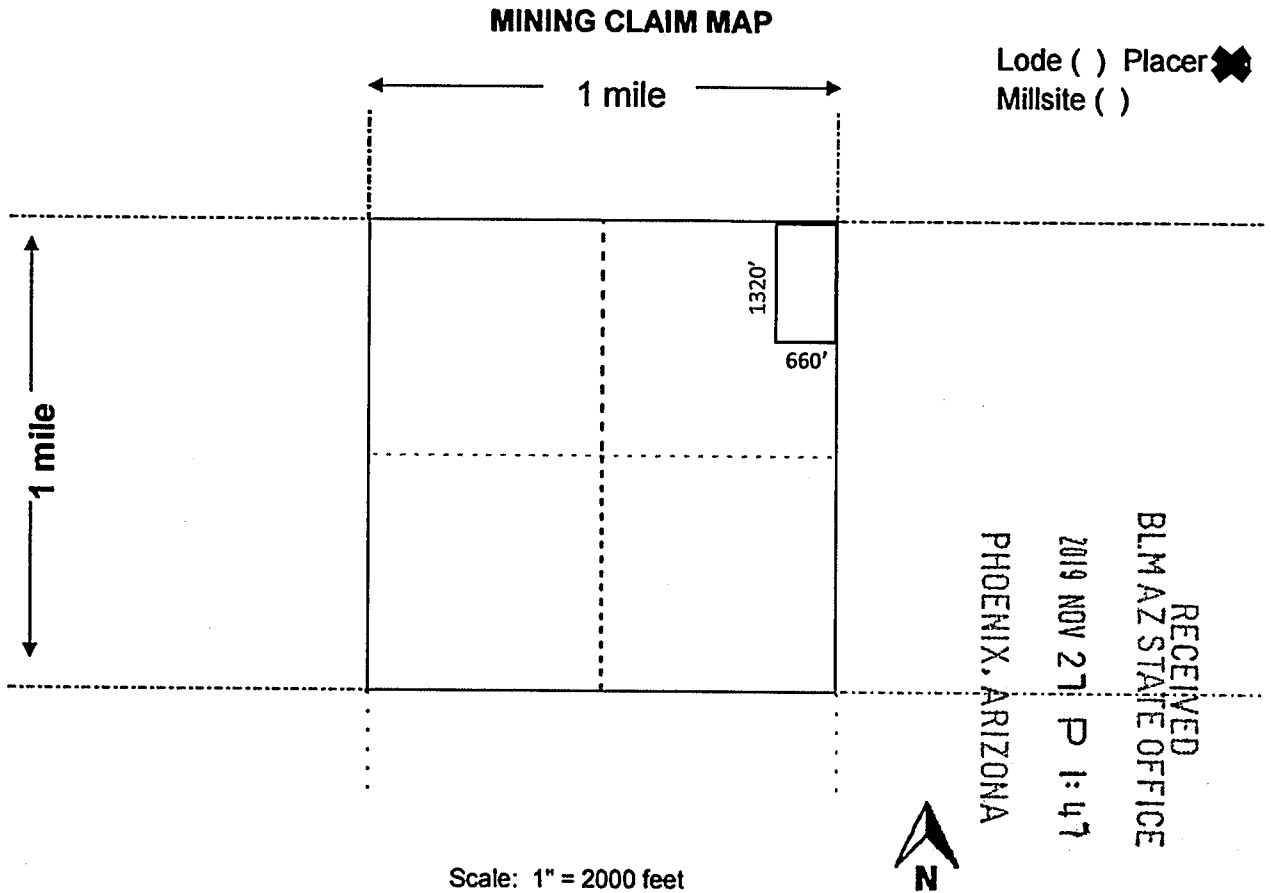 MINING CLAIM MAP
Lode ( ) Placer
Millsite ( )
1 mile
1 mile
1320'
660'
RECEIVED
BLM AZ STATE OFFICE
2019 NOV 27 P 1:47
PHOENIX, ARIZONA
Scale: 1" = 2000 feet
N